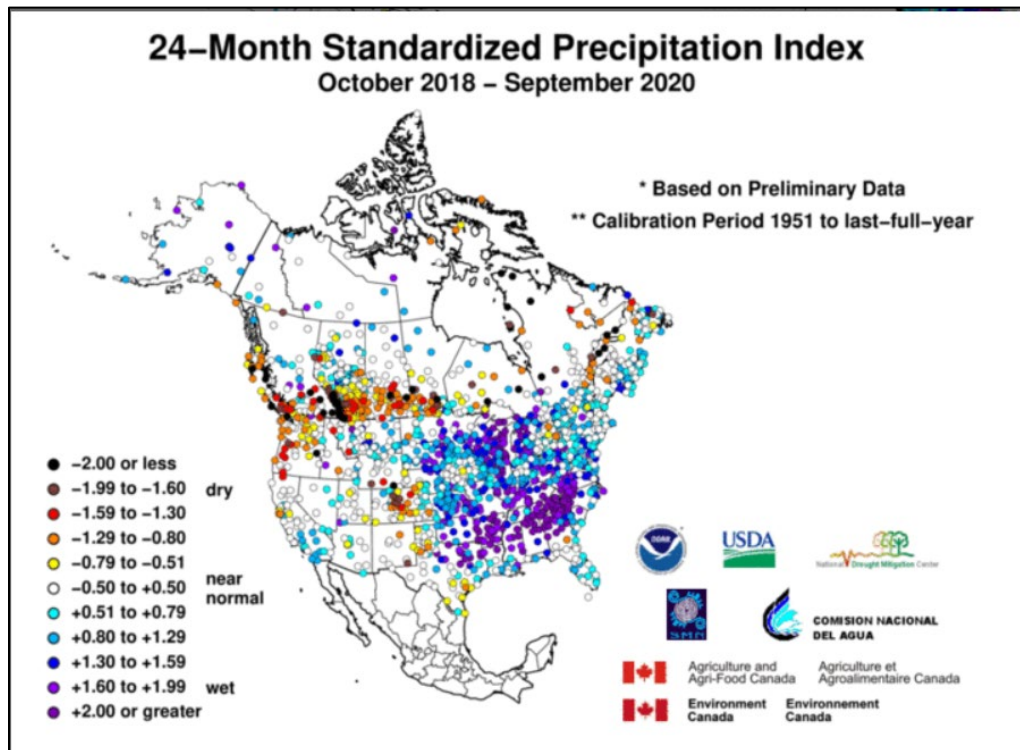 24-Month Standardized Precipitation Index
October 2018 - September 2020
* Based on Preliminary Data
** Calibration Period 1951 to last-full-year
-2.00 or less
-1.99 to -1.60
dry
-1.59 to -1.30
-1.29 to -0.80
-0.79 to -0.51
-0.50 to +0.50
near
normal
+0.51 to +0.79
+0.80 to +1.29
+1.30 to +1.59
+1.60 to +1.99
wet
+2.00 or greater
USDA
National Drought Mitigation Center
SMN
COMISION NACIONAL
DEL AGUA
Agriculture and
Agri-Food Canada
Agriculture et
Agroalimentaire Canada
Environment
Canada
Environnement
Canada